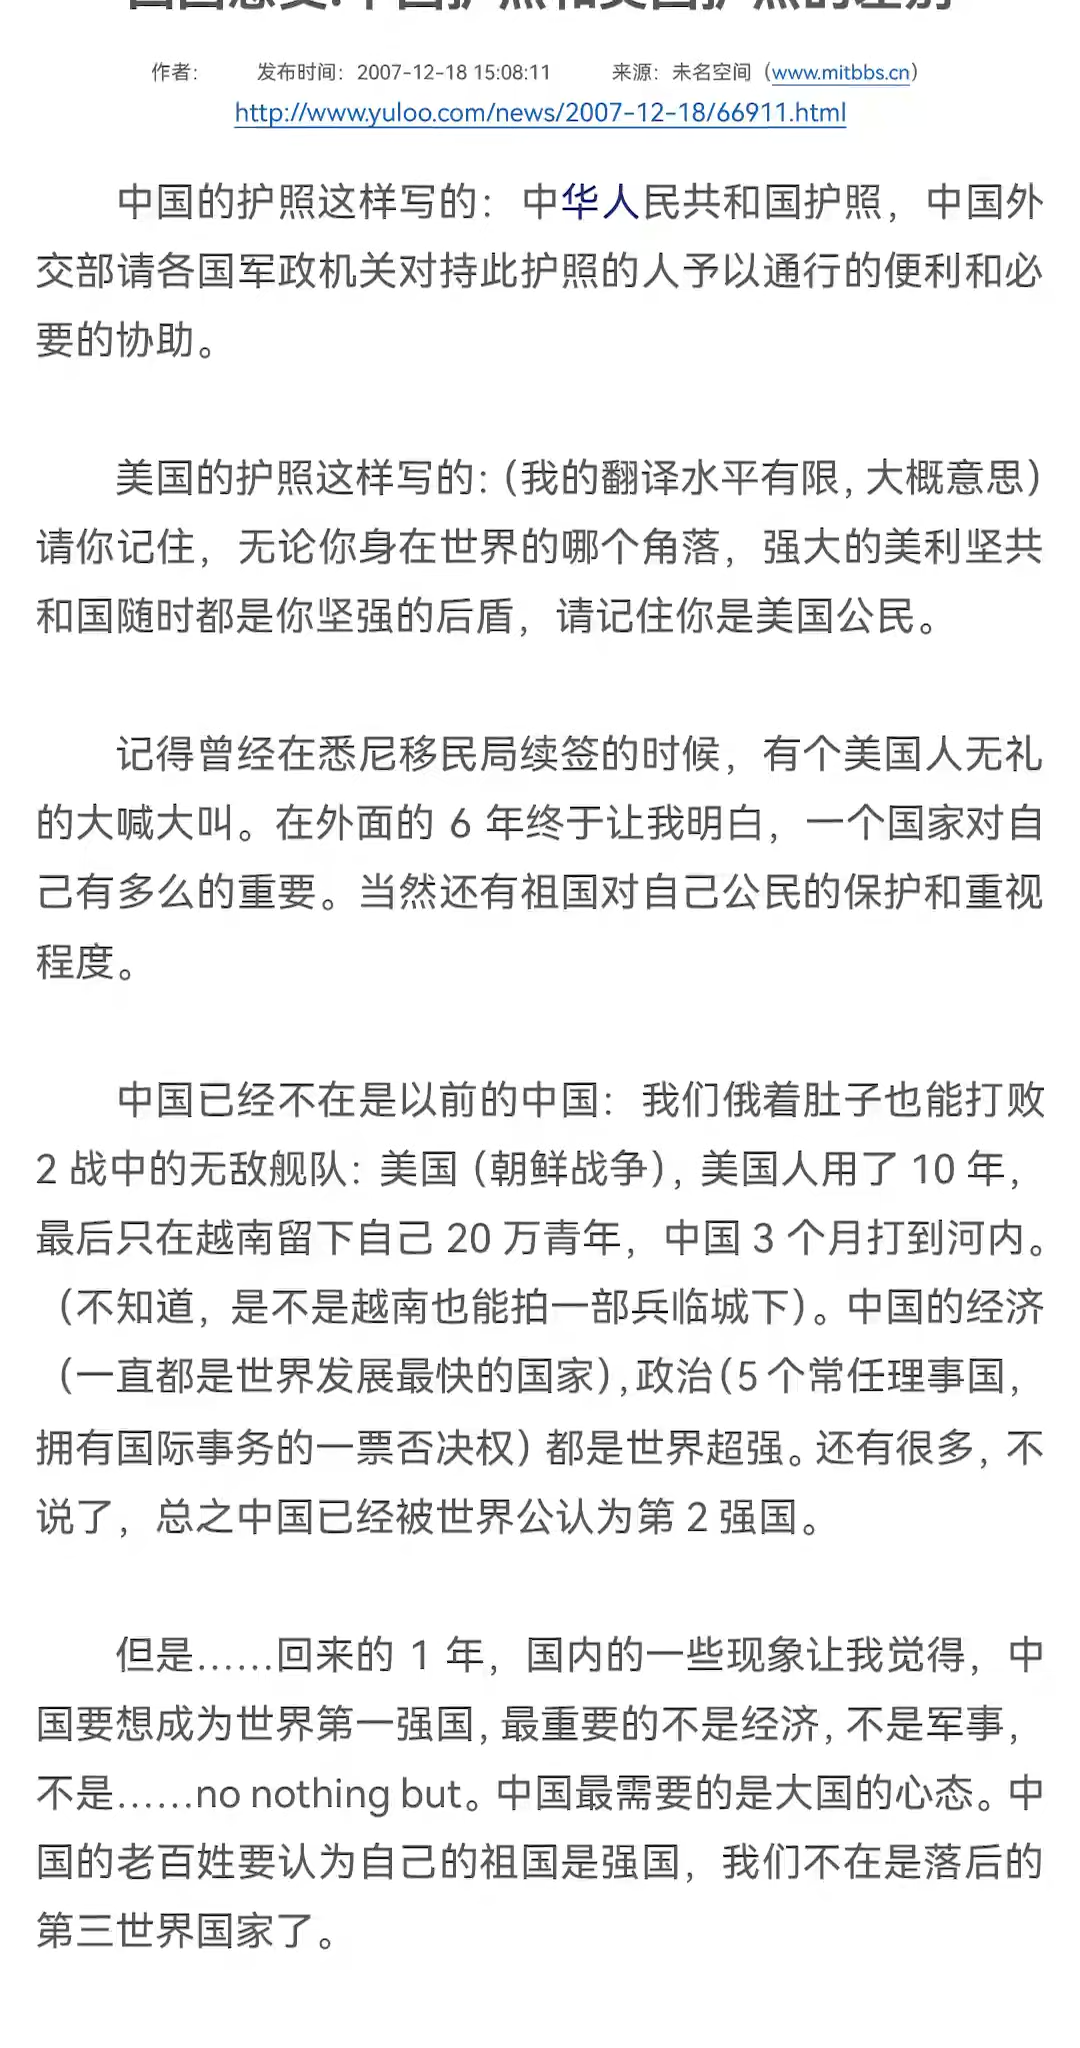 作者： 发布时间：2007-12-18 15:08:11 来源：未名空间（www.mitbbs.cn）
http://www.yuloo.com/news/2007-12-18/66911.html
中国的护照这样写的：中华人民共和国护照，中国外
交部请各国军政机关对持此护照的人予以通行的便利和必
要的协助。
美国的护照这样写的:（我的翻译水平有限, 大概意思）
请你记住，无论你身在世界的哪个角落，强大的美利坚共
和国随时都是你坚强的后盾，请记住你是美国公民。
记得曾经在悉尼移民局续签的时候，有个美国人无礼
的大喊大叫。在外面的 6 年终于让我明白，一个国家对自
己有多么的重要。当然还有祖国对自己公民的保护和重视
程度。
中国已经不在是以前的中国：我们俄着肚子也能打败
2 战中的无敌舰队: 美国（朝鲜战争）, 美国人用了 10 年，
最后只在越南留下自己 20 万青年，中国 3 个月打到河内。
（不知道，是不是越南也能拍一部兵临城下）。中国的经济
（一直都是世界发展最快的国家）,政治（5 个常任理事国，
拥有国际事务的一票否决权）都是世界超强。还有很多, 不
说了，总之中国已经被世界公认为第 2 强国。
但是……回来的 1 年，国内的一些现象让我觉得，中
国要想成为世界第一强国, 最重要的不是经济, 不是军事，
不是……no nothing but。中国最需要的是大国的心态。中
国的老百姓要认为自己的祖国是强国，我们不在是落后的
第三世界国家了。